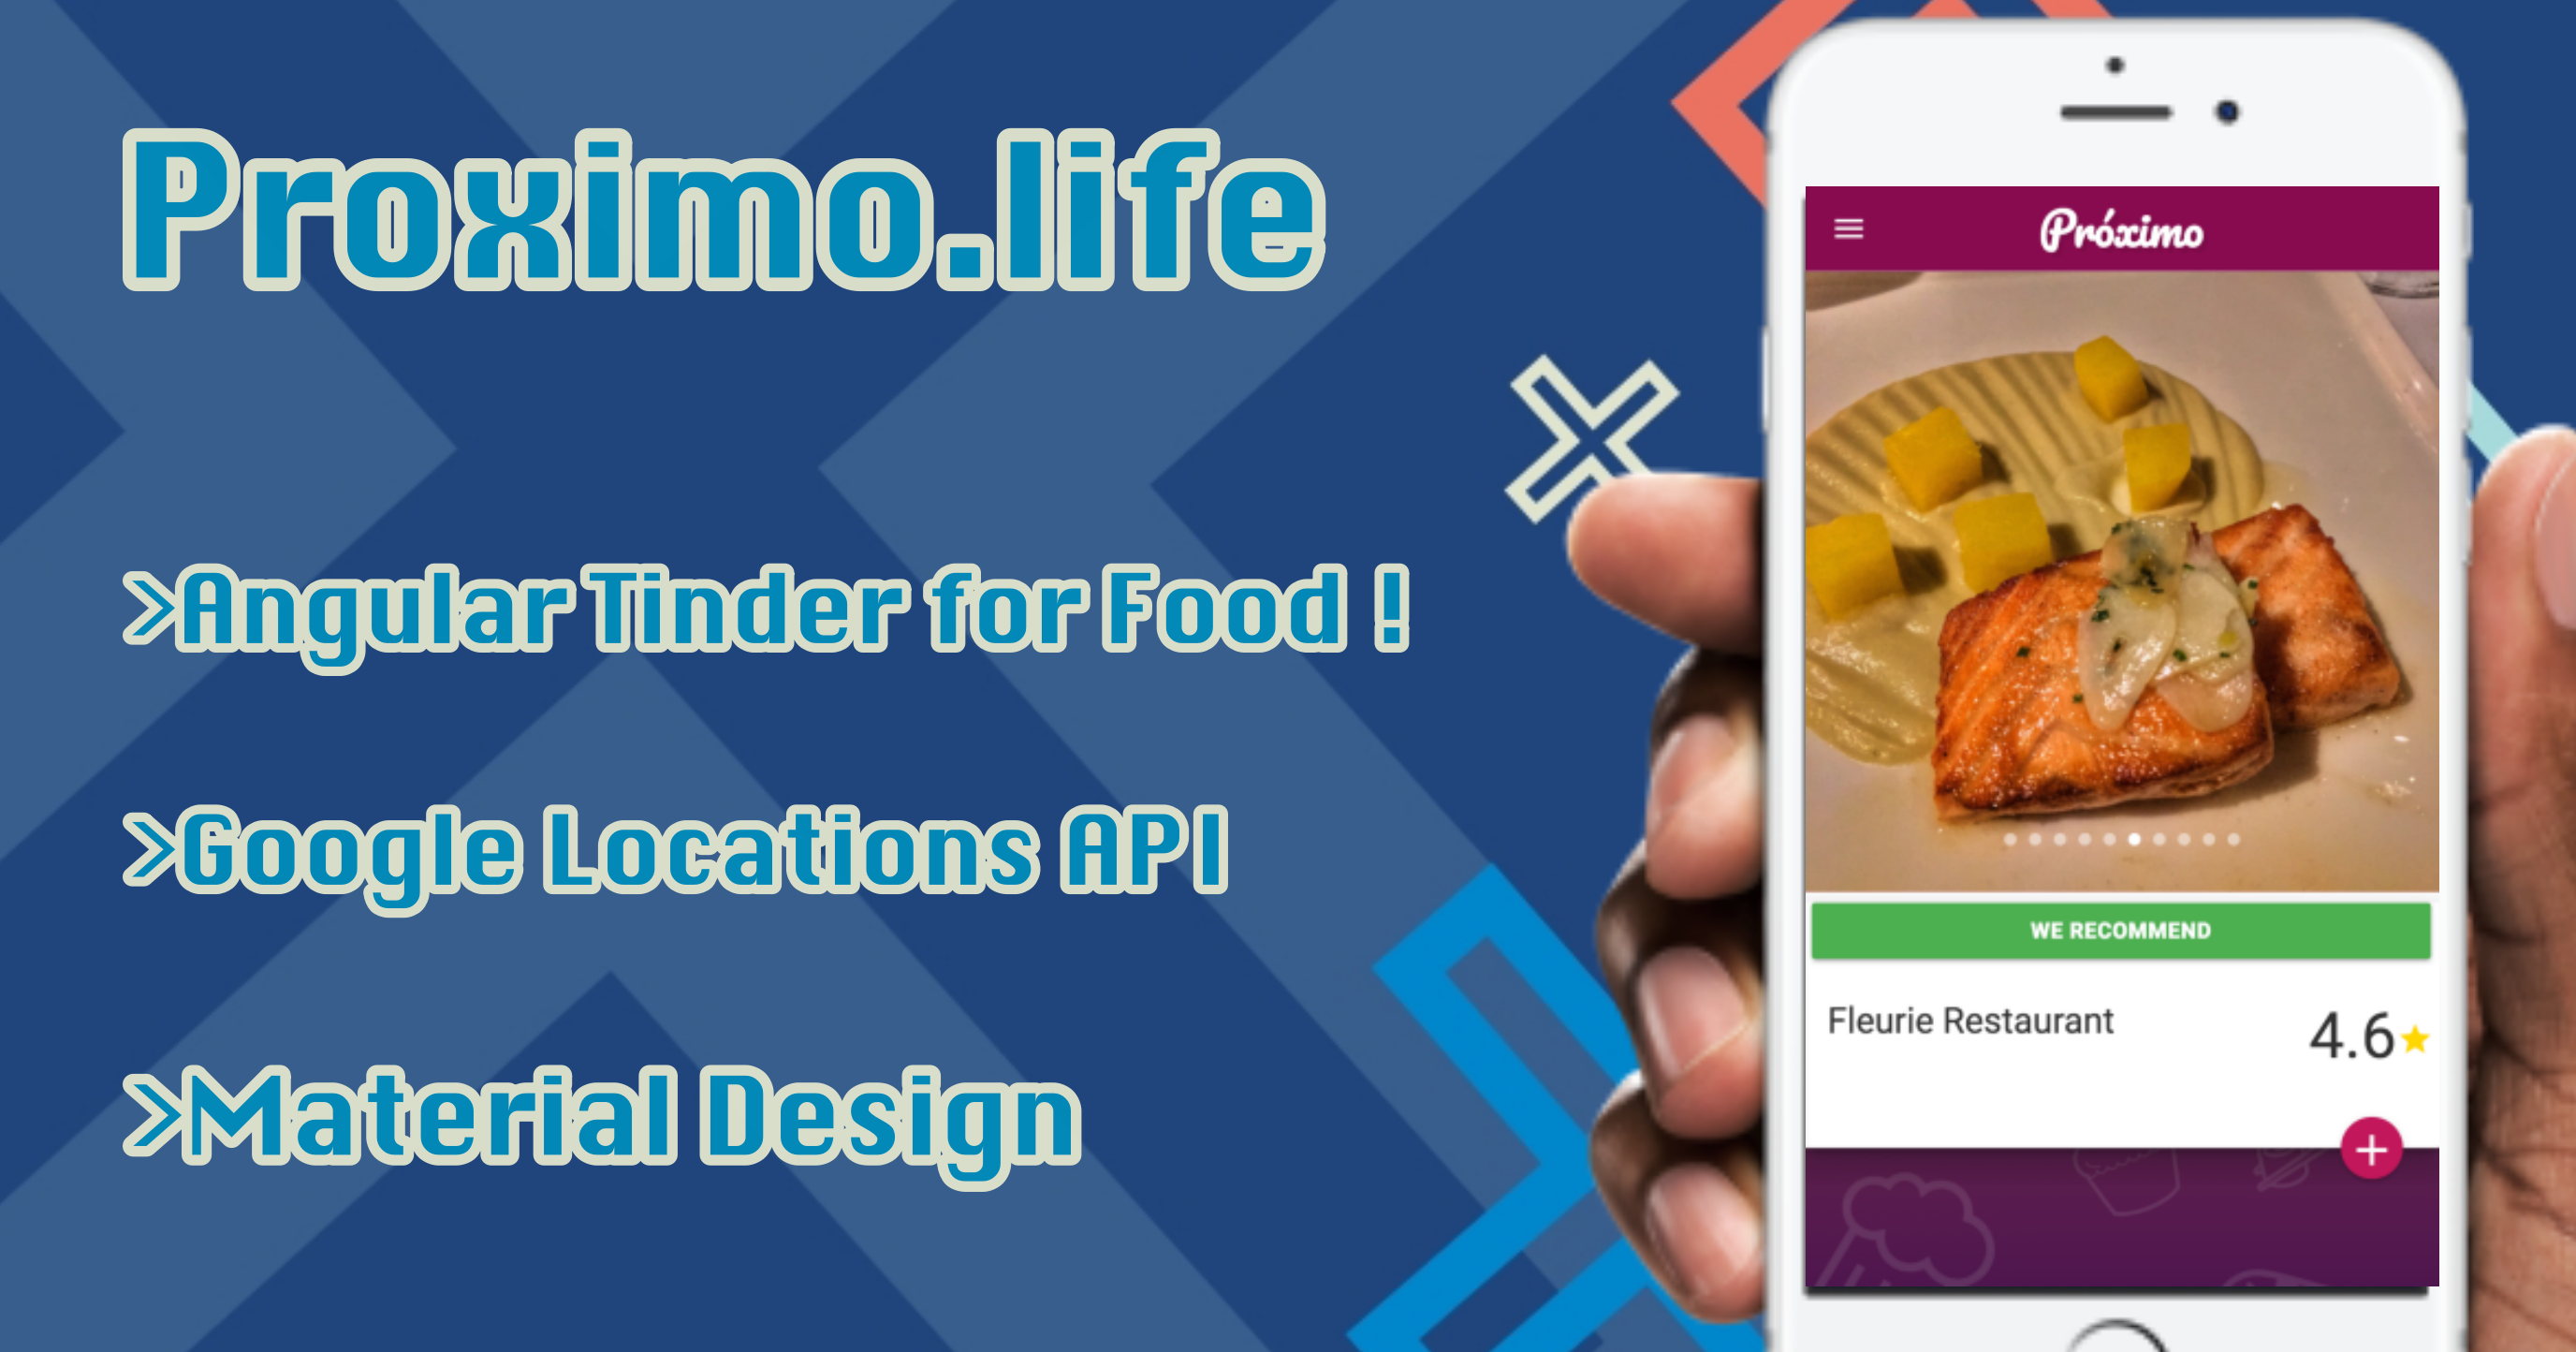 Proximo.life
>Angular Tinder for Food !
>Google Locations API
>Material Design
Próximo
WE RECOMMEND
Fleurie Restaurant
4.6